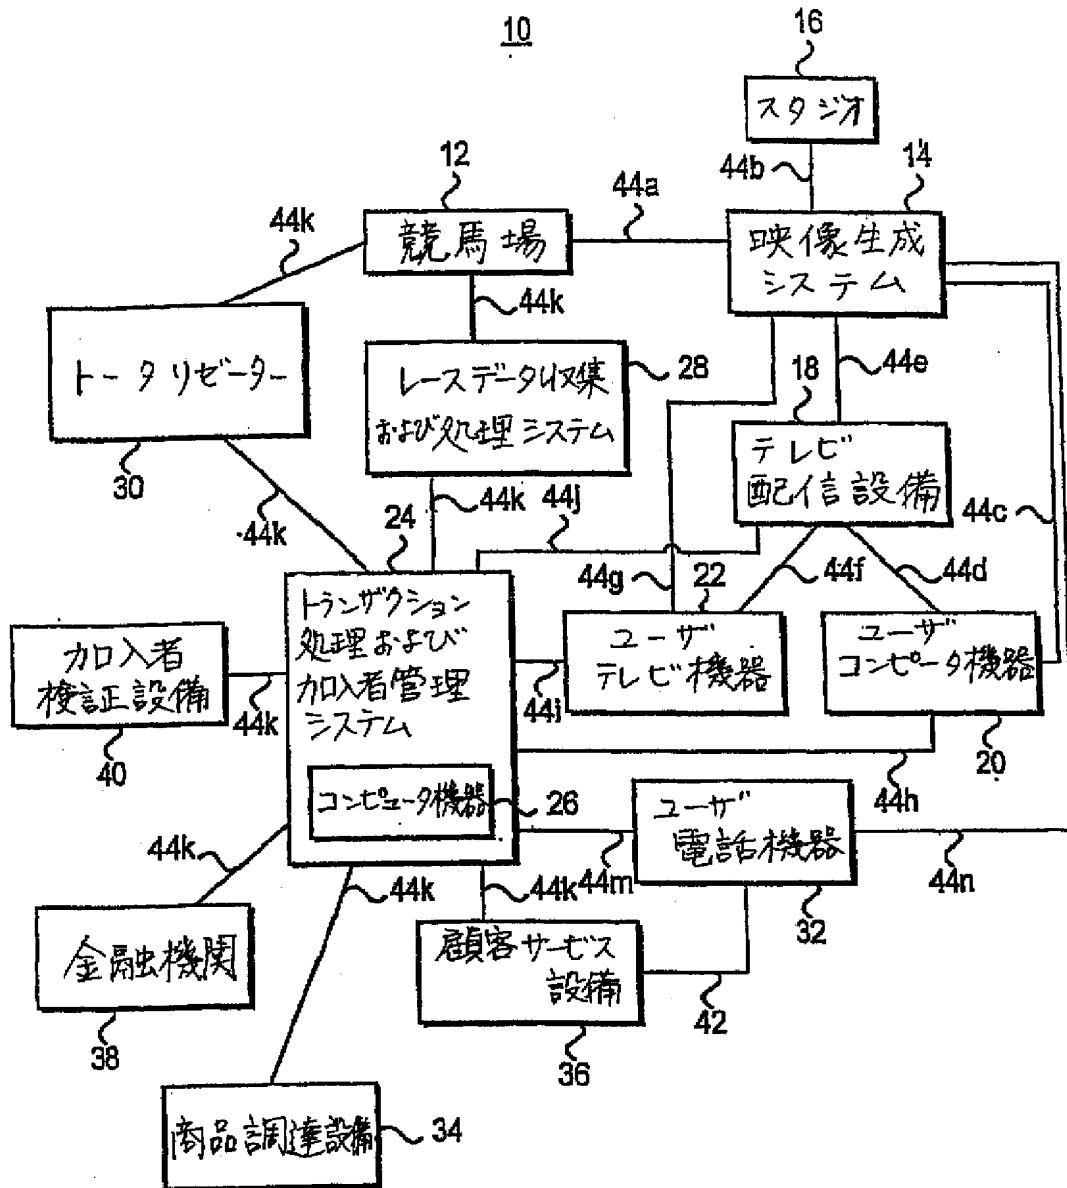 10
16
スタジオ
44b
14
12
44a
競馬場
映像生成
システム
44k
44k
トータリゼーター
30
レースデータ収集
および処理システム
28
18
44e
テレビ
配信設備
44c
44k
24
44k
44j
44g
22
44f
44d
トランザクション
処理および
加入者管理
システム
コンピュータ機器
26
加入者
検証設備
40
44k
44i
ユーザ
テレビ機器
ユーザ
コンピータ機器
20
44h
44k
44k
44k
44m
ユーザ
電話機器
32
44n
金融機関
38
顧客サービス
設備
36
42
商品調達設備
34